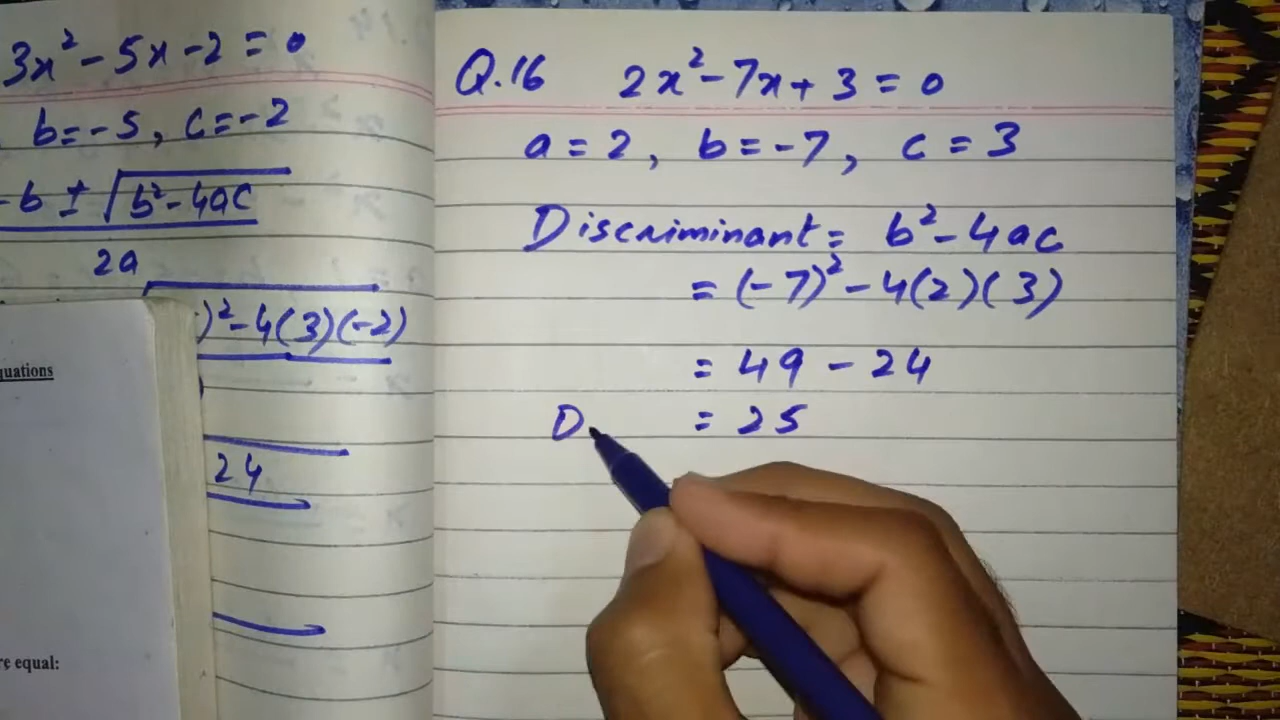 3x² - 5x - 2 = 0
b = -5, c = -2
-b ± √b² - 4ac
2a
)² - 4(3)(-2)
24
quations
re equal:
Q.16 2x² - 7x + 3 = 0
a = 2, b = -7, c = 3
Discriminant = b² - 4ac
= (-7)² - 4(2)(3)
= 49 - 24
D = 25